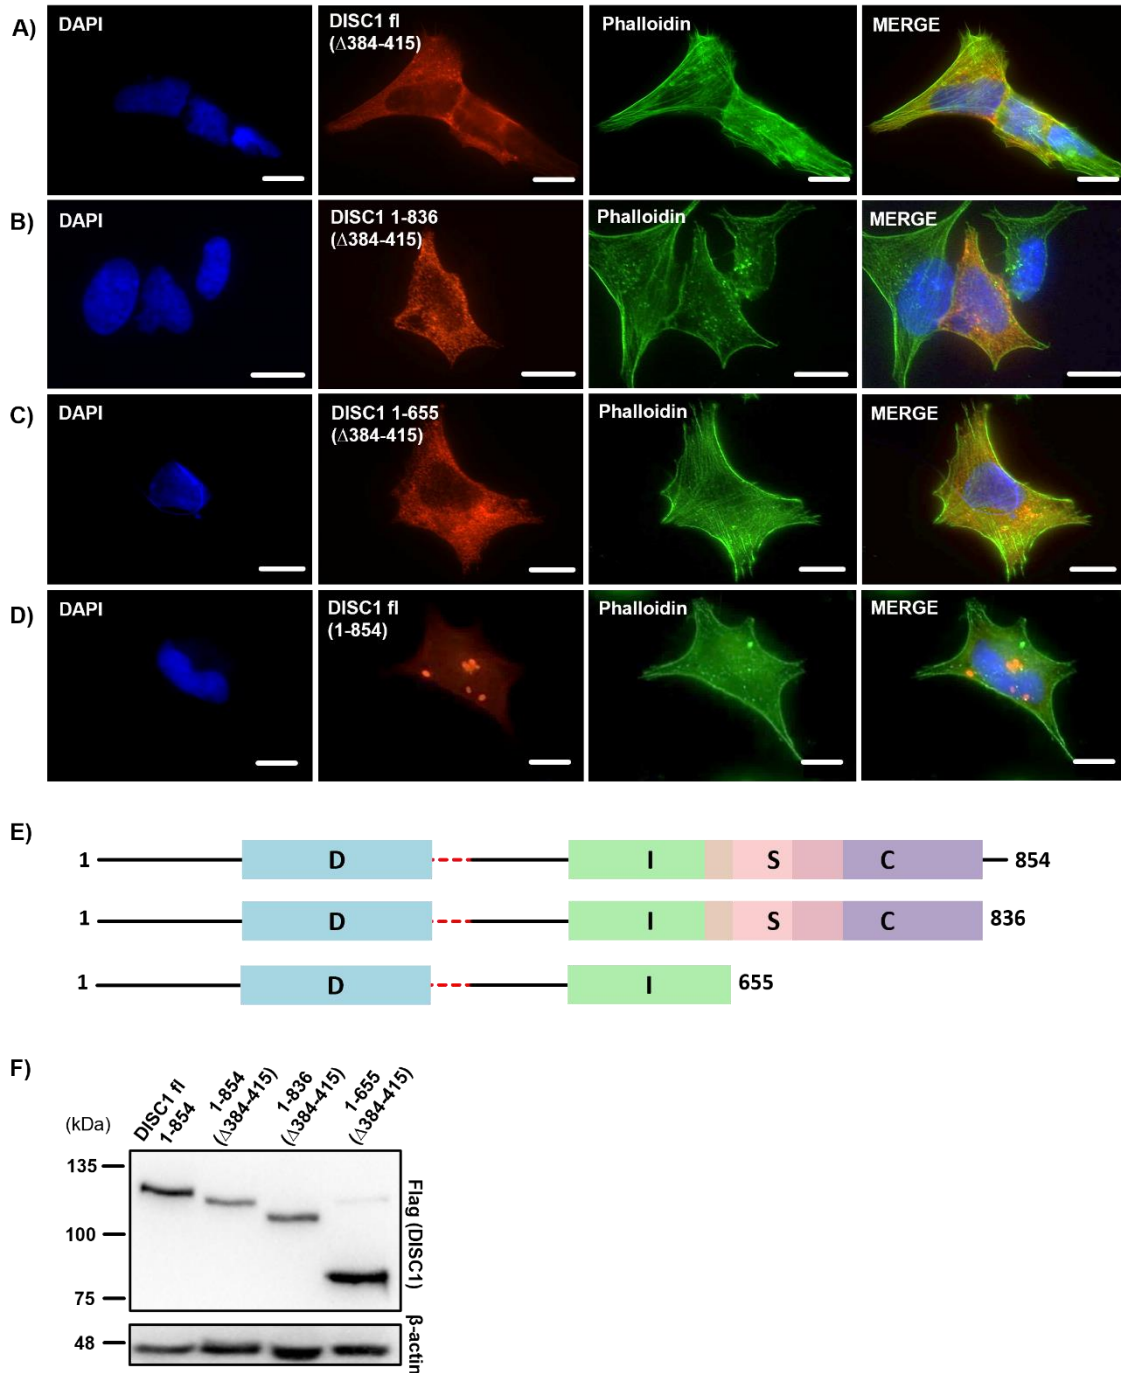 A)
DAPI
DISC1 fl
(Δ384-415)
Phalloidin
MERGE
B)
DAPI
DISC1 1-836
(Δ384-415)
Phalloidin
MERGE
C)
DAPI
DISC1 1-655
(Δ384-415)
Phalloidin
MERGE
D)
DAPI
DISC1 fl
(1-854)
Phalloidin
MERGE
E)
1 D I S C 854
1 D I S C 836
1 D I 655
F)
(kDa)
DISC1 fl
1-854
1-854
(Δ384-415)
1-836
(Δ384-415)
1-655
(Δ384-415)
135
100
75
48
Flag (DISC1)
β-actin